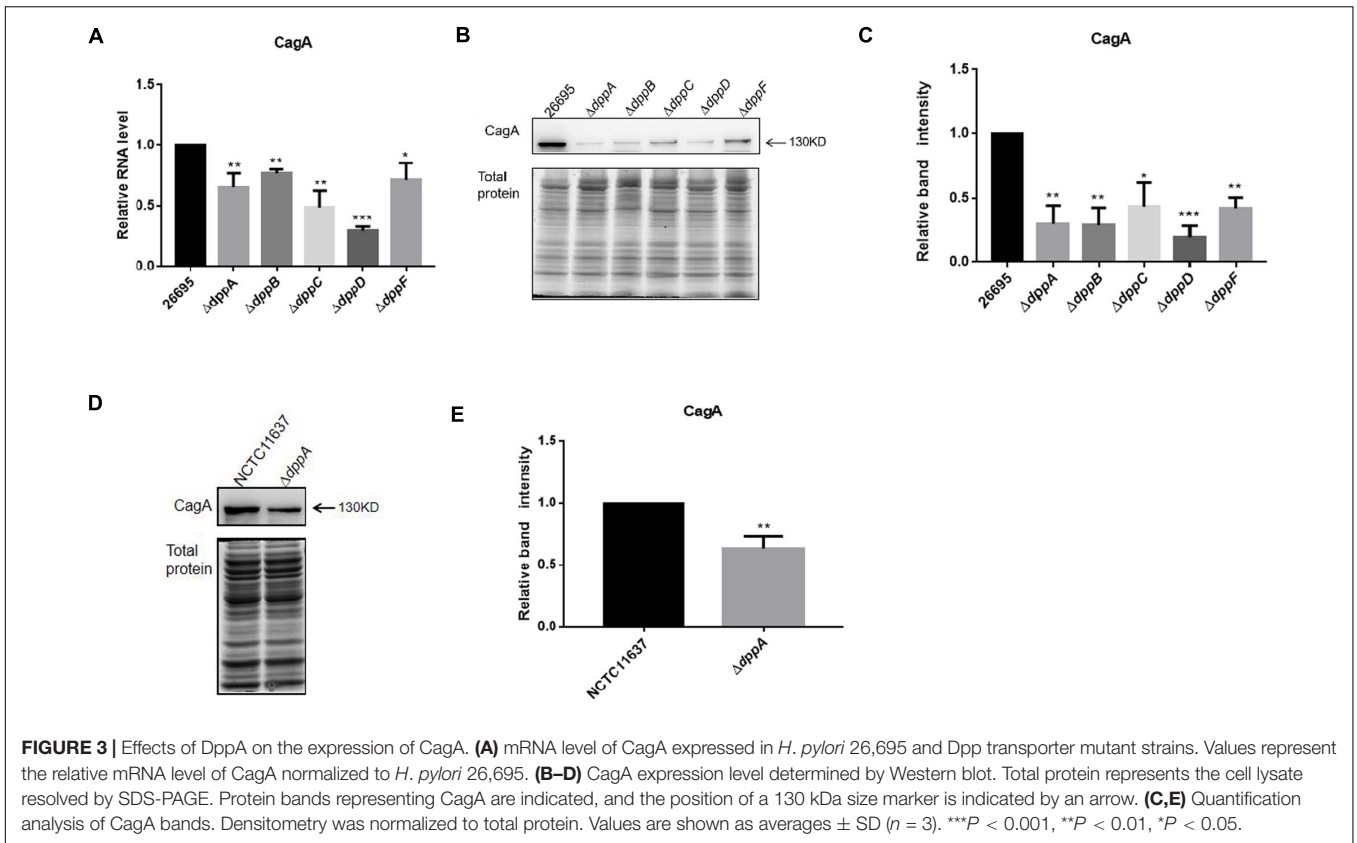 A
CagA
Relative RNA level
1.5
1.0
0.5
0.0
**
**
**
***
*
26695
ΔdppA
ΔdppB
ΔdppC
ΔdppD
ΔdppF
B
26695
ΔdppA
ΔdppB
ΔdppC
ΔdppD
ΔdppF
CagA
130KD
Total
protein
C
CagA
Relative band intensity
1.5
1.0
0.5
0.0
**
**
*
***
**
26695
ΔdppA
ΔdppB
ΔdppC
ΔdppD
ΔdppF
D
NCTC11637
ΔdppA
CagA
130KD
Total
protein
E
CagA
Relative band intensity
1.5
1.0
0.5
0.0
**
NCTC11637
ΔdppA
FIGURE 3 | Effects of DppA on the expression of CagA. (A) mRNA level of CagA expressed in H. pylori 26,695 and Dpp transporter mutant strains. Values represent
the relative mRNA level of CagA normalized to H. pylori 26,695. (B–D) CagA expression level determined by Western blot. Total protein represents the cell lysate
resolved by SDS-PAGE. Protein bands representing CagA are indicated, and the position of a 130 kDa size marker is indicated by an arrow. (C,E) Quantification
analysis of CagA bands. Densitometry was normalized to total protein. Values are shown as averages ± SD (n = 3). ***P < 0.001, **P < 0.01, *P < 0.05.